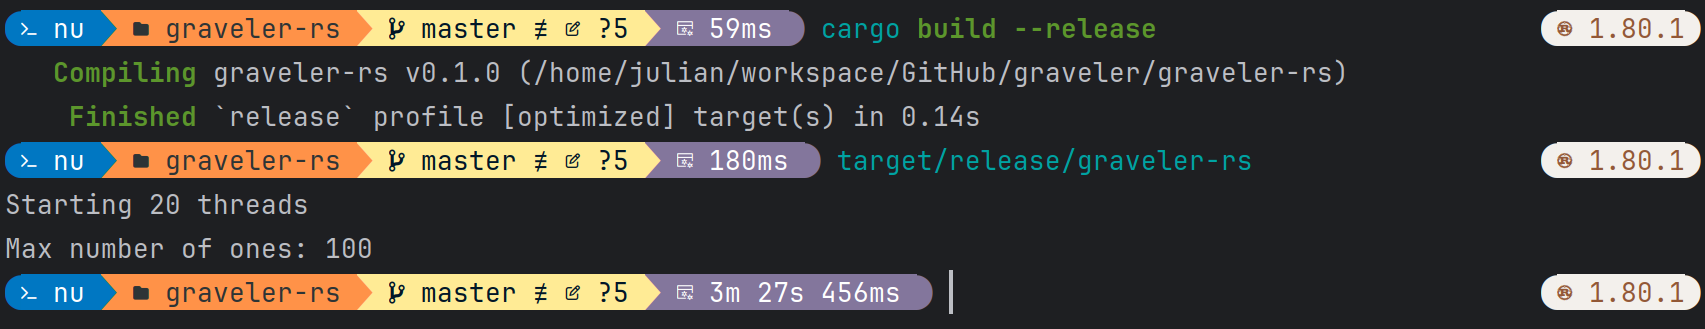 nu graveler-rs master ≢ ?5 59ms cargo build --release 1.80.1
Compiling graveler-rs v0.1.0 (/home/julian/workspace/GitHub/graveler/graveler-rs)
Finished `release` profile [optimized] target(s) in 0.14s
nu graveler-rs master ≢ ?5 180ms target/release/graveler-rs 1.80.1
Starting 20 threads
Max number of ones: 100
nu graveler-rs master ≢ ?5 3m 27s 456ms 1.80.1